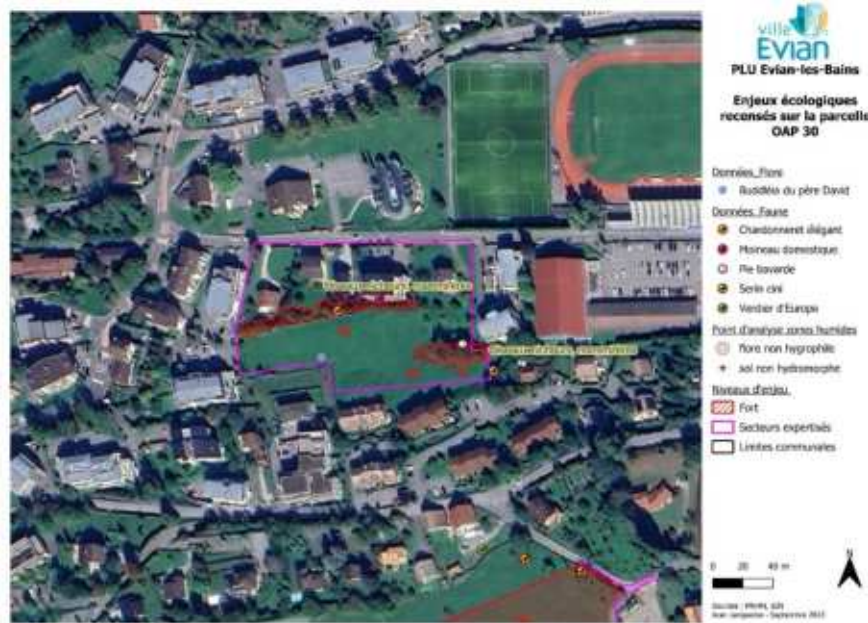 ville
Evian
PLU Evian-les-Bains
Enjeux écologiques
recensés sur la parcelle
OAP 30
Données_Flore
Buddléia du père David
Données_Faune
Chardonneret élégant
Moineau domestique
Pie bavarde
Serin cini
Verdier d'Europe
Point d'analyse zones humides
flore non hygrophile
sol non hydromorphe
Niveaux d'enjeu
Fort
Secteurs expertisés
Limites communales
0 20 40 m
N